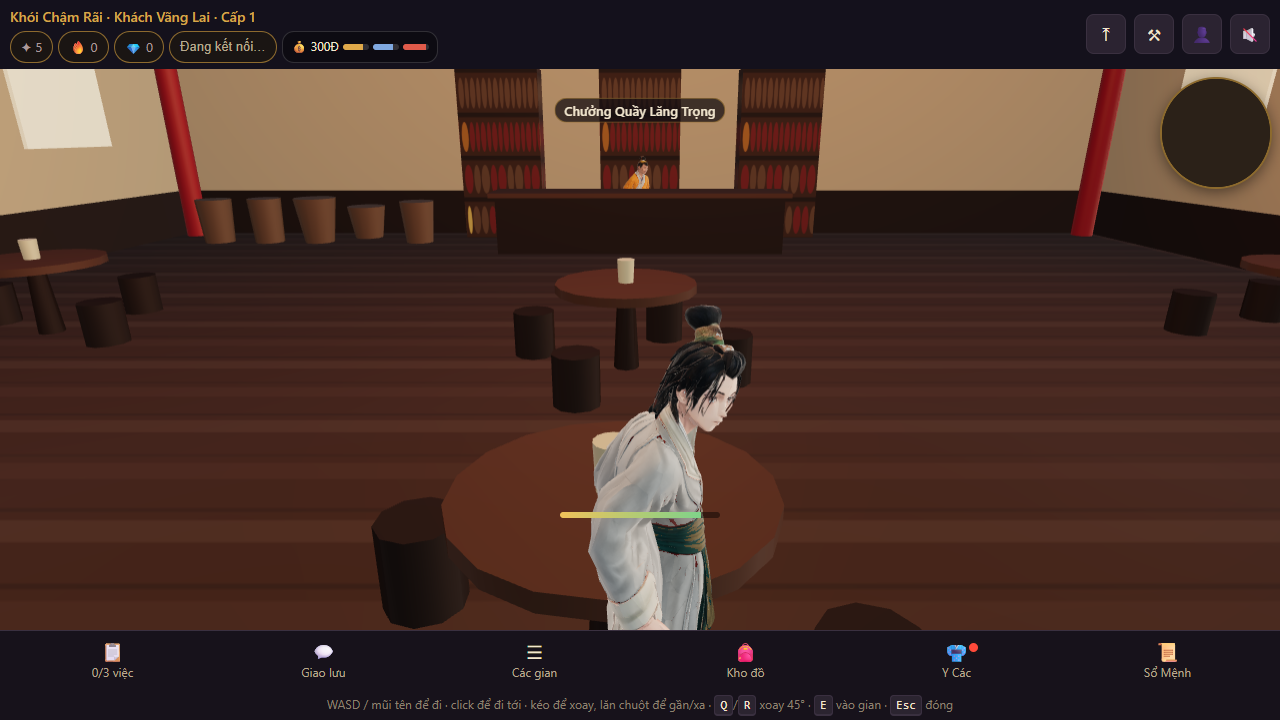 Khói Chậm Rãi · Khách Vãng Lai · Cấp 1
5
0
0
Đang kết nối...
300Đ
Chưởng Quầy Lăng Trọng
0/3 việc
Giao lưu
Các gian
Kho đồ
Y Các
Sổ Mệnh
WASD / mũi tên để đi · click để đi tới · kéo để xoay, lăn chuột để gần/xa · Q / R xoay 45° · E vào gian · Esc đóng